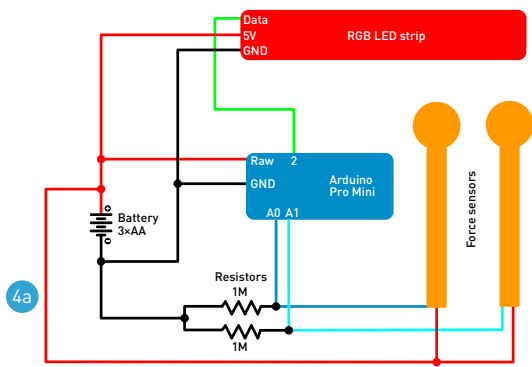 Data
5V
GND
RGB LED strip
Raw
2
GND
Arduino
Pro Mini
A0 A1
Battery
3×AA
Force sensors
4a
Resistors
1M
1M